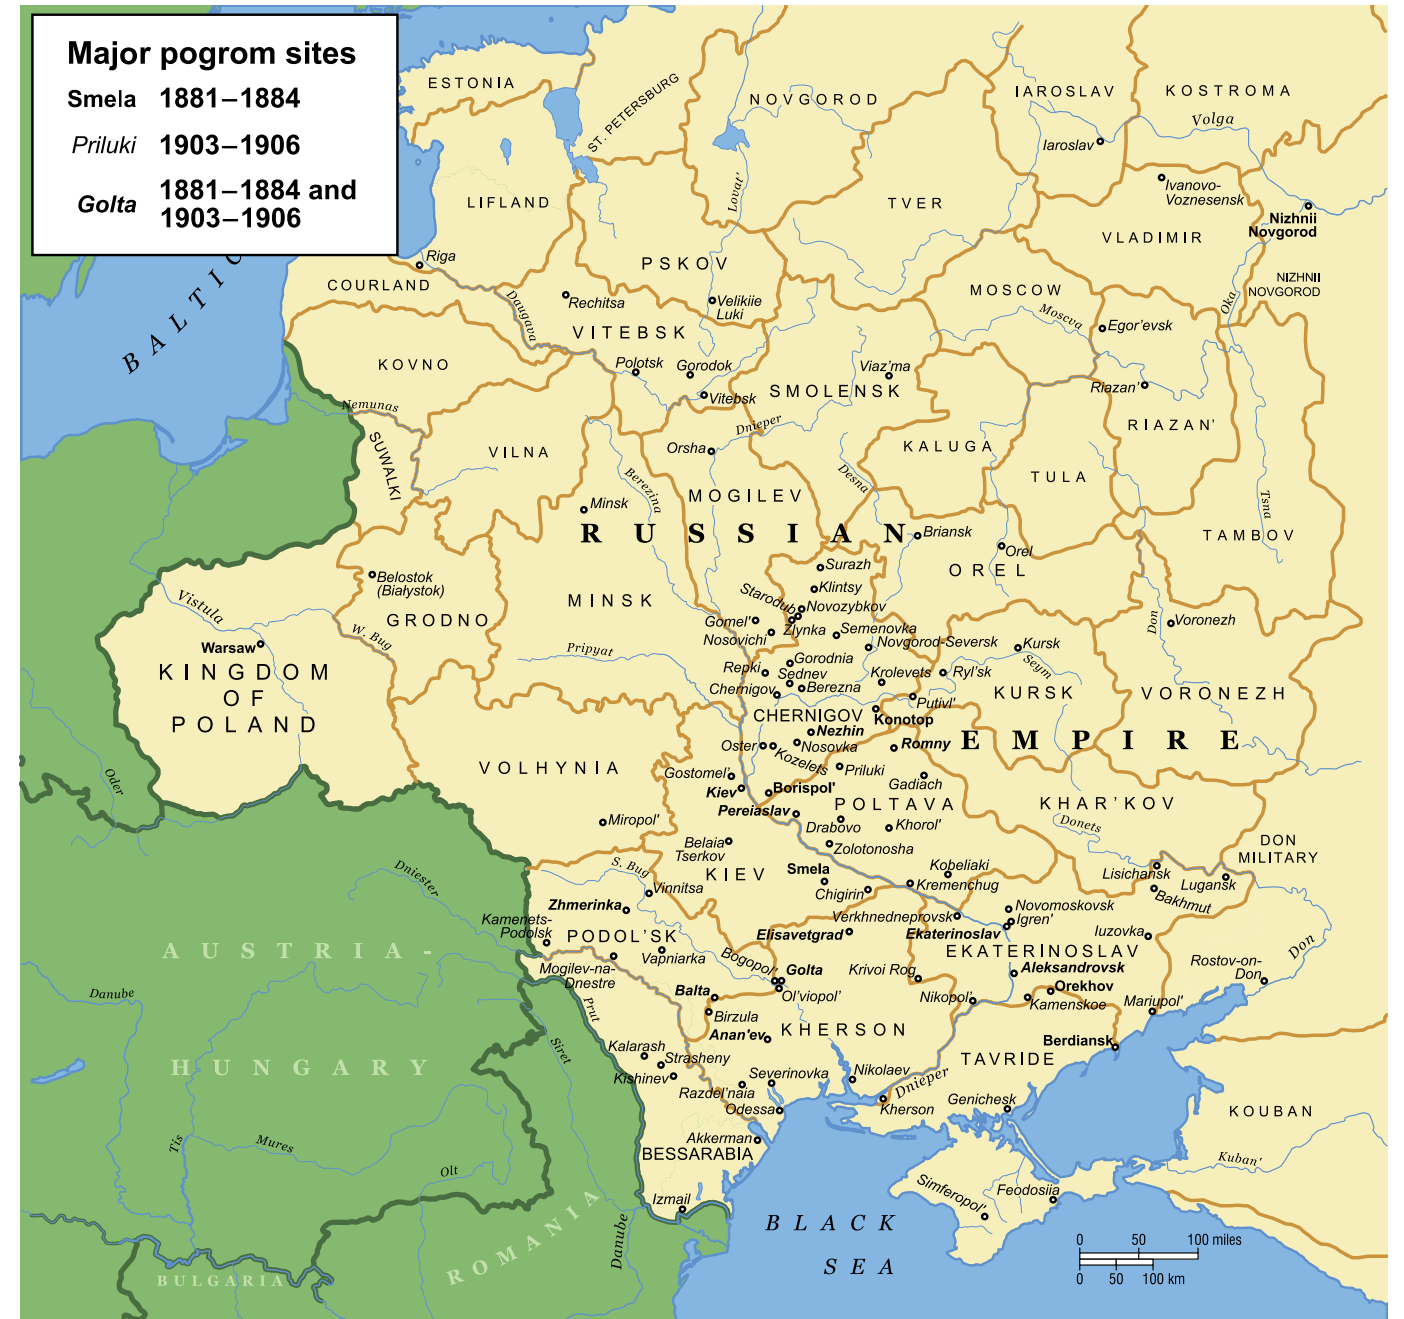 Major pogrom sites
Smela 1881–1884
Priluki 1903–1906
Golta 1881–1884 and
1903–1906
BALTIC
ESTONIA
ST. PETERSBURG
NOVGOROD
IAROSLAV
KOSTROMA
Volga
Iaroslav
Ivanovo-
Voznesensk
Nizhnii
Novgorod
LIFLAND
Lovat'
TVER
VLADIMIR
Riga
PSKOV
NIZHNII
NOVGOROD
COURLAND
Daugava
Rechitsa
Velikiie
Luki
MOSCOW
Moscva
Oka
Egor'evsk
VITEBSK
KOVNO
Polotsk
Gorodok
Viaz'ma
SMOLENSK
Riazan'
Vitebsk
Nemunas
Dnieper
RIAZAN'
SUWALKI
VILNA
Orsha
KALUGA
Berezina
Desna
TULA
Minsk
MOGILEV
Tsna
RUSSIAN
Briansk
TAMBOV
Orel
OREL
Surazh
Belostok
(Białystok)
Klintsy
Vistula
MINSK
Starodub
Novozybkov
GRODNO
Gomel'
Zlynka
Semenovka
Don
Voronezh
W. Bug
Nosovichi
Novgorod-Seversk
Kursk
Warsaw
Pripyat
Gorodnia
Seym
KINGDOM
OF
POLAND
Repki
Sednev
Krolevets
Ryl'sk
Chernigov
Berezna
KURSK
VORONEZH
Putivl'
CHERNIGOV
Konotop
Nezhin
EMPIRE
Oster
Nosovka
Romny
Kozelets
VOLHYNIA
Gostomel'
Priluki
Gadiach
Oder
Kiev
Borispol'
POLTAVA
KHAR'KOV
Pereiaslav
Miropol'
Drabovo
Khorol'
Donets
Belaia
Tserkov
Zolotonosha
DON
MILITARY
S. Bug
KIEV
Smela
Kobeliaki
Lisichansk
Dniester
Vinnitsa
Chigirin
Kremenchug
Lugansk
Bakhmut
Zhmerinka
Verkhnedneprovsk
Novomoskovsk
Igren'
Kamenets-
Podolsk
PODOL'SK
Elisavetgrad
Ekaterinoslav
Iuzovka
AUSTRIA-
Vapniarka
EKATERINOSLAV
Don
Bogopol'
Mogilev-na-
Dnestre
Golta
Krivoi Rog
Aleksandrovsk
Rostov-on-
Don
Danube
Balta
Ol'viopol'
Nikopol'
Orekhov
Kamenskoe
Mariupol'
Prut
Birzula
Anan'ev
KHERSON
Siret
Kalarash
Berdiansk
HUNGARY
Strasheny
TAVRIDE
Kishinev
Severinovka
Nikolaev
Razdel'naia
Dnieper
Odessa
Kherson
Genichesk
KOUBAN
Tis
Mures
Akkerman
BESSARABIA
Kuban'
Olt
Izmail
Simferopol'
Feodosiia
ROMANIA
Danube
BLACK
SEA
BULGARIA
0 50 100 miles
0 50 100 km